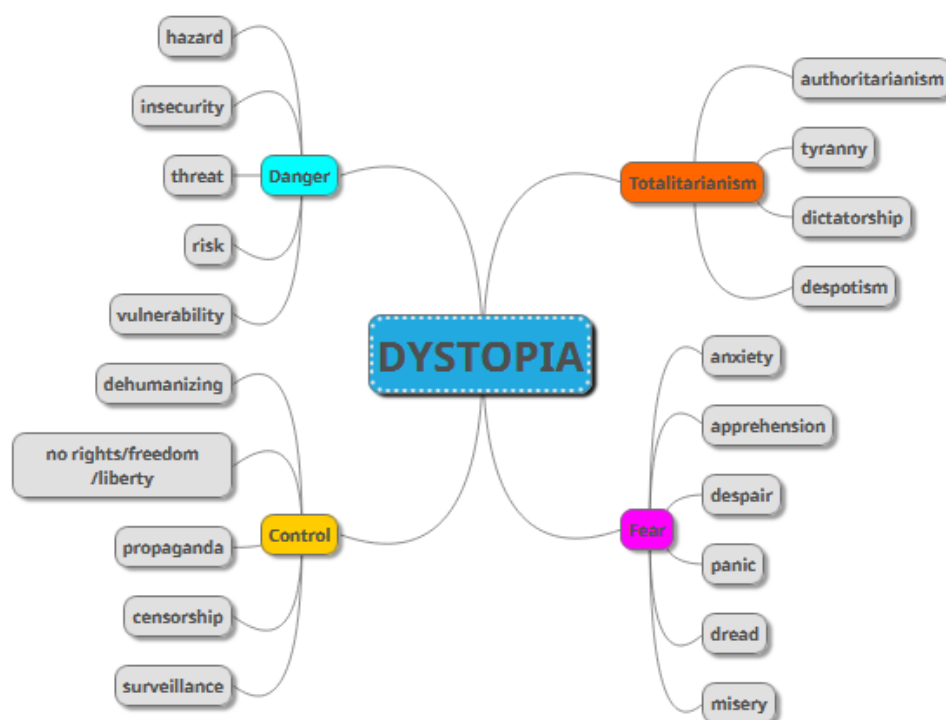 DYSTOPIA
Danger
hazard
insecurity
threat
risk
vulnerability
Control
dehumanizing
no rights/freedom
/liberty
propaganda
censorship
surveillance
Totalitarianism
authoritarianism
tyranny
dictatorship
despotism
Fear
anxiety
apprehension
despair
panic
dread
misery